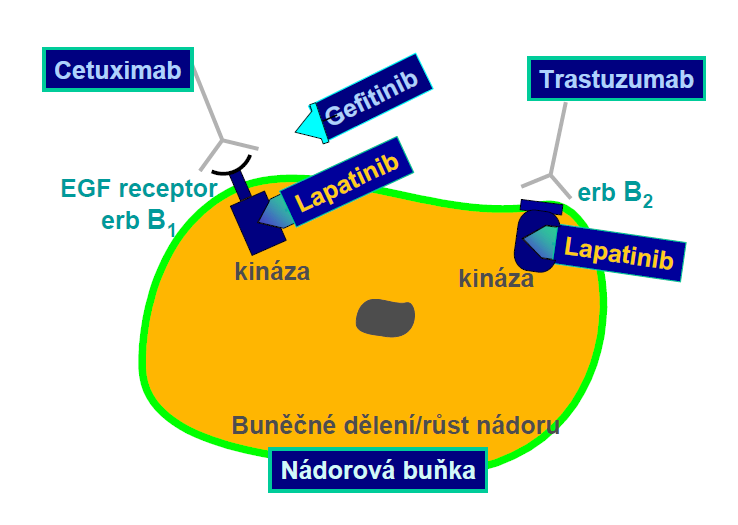 Cetuximab
Gefitinib
Trastuzumab
EGF receptor
erb B1
Lapatinib
erb B2
Lapatinib
kináza
kináza
Buněčné dělení/růst nádoru
Nádorová buňka